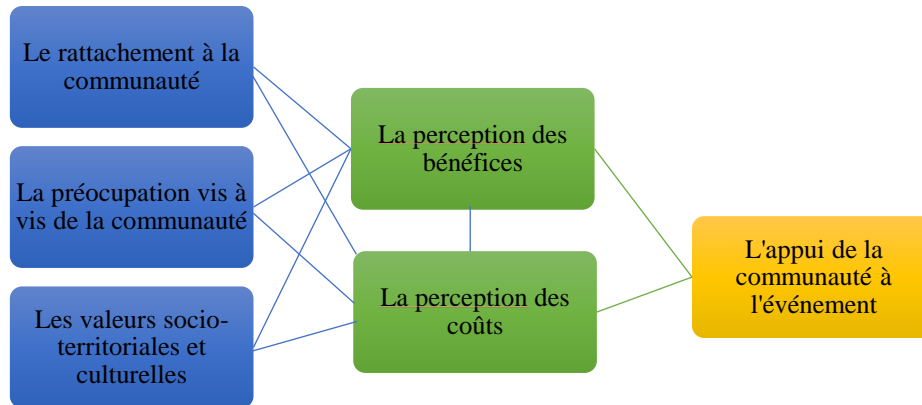 Le rattachement à la
communauté
La préocupation vis à
vis de la communauté
Les valeurs socio-
territoriales et
culturelles
La perception des
bénéfices
La perception des
coûts
L'appui de la
communauté à
l'événement